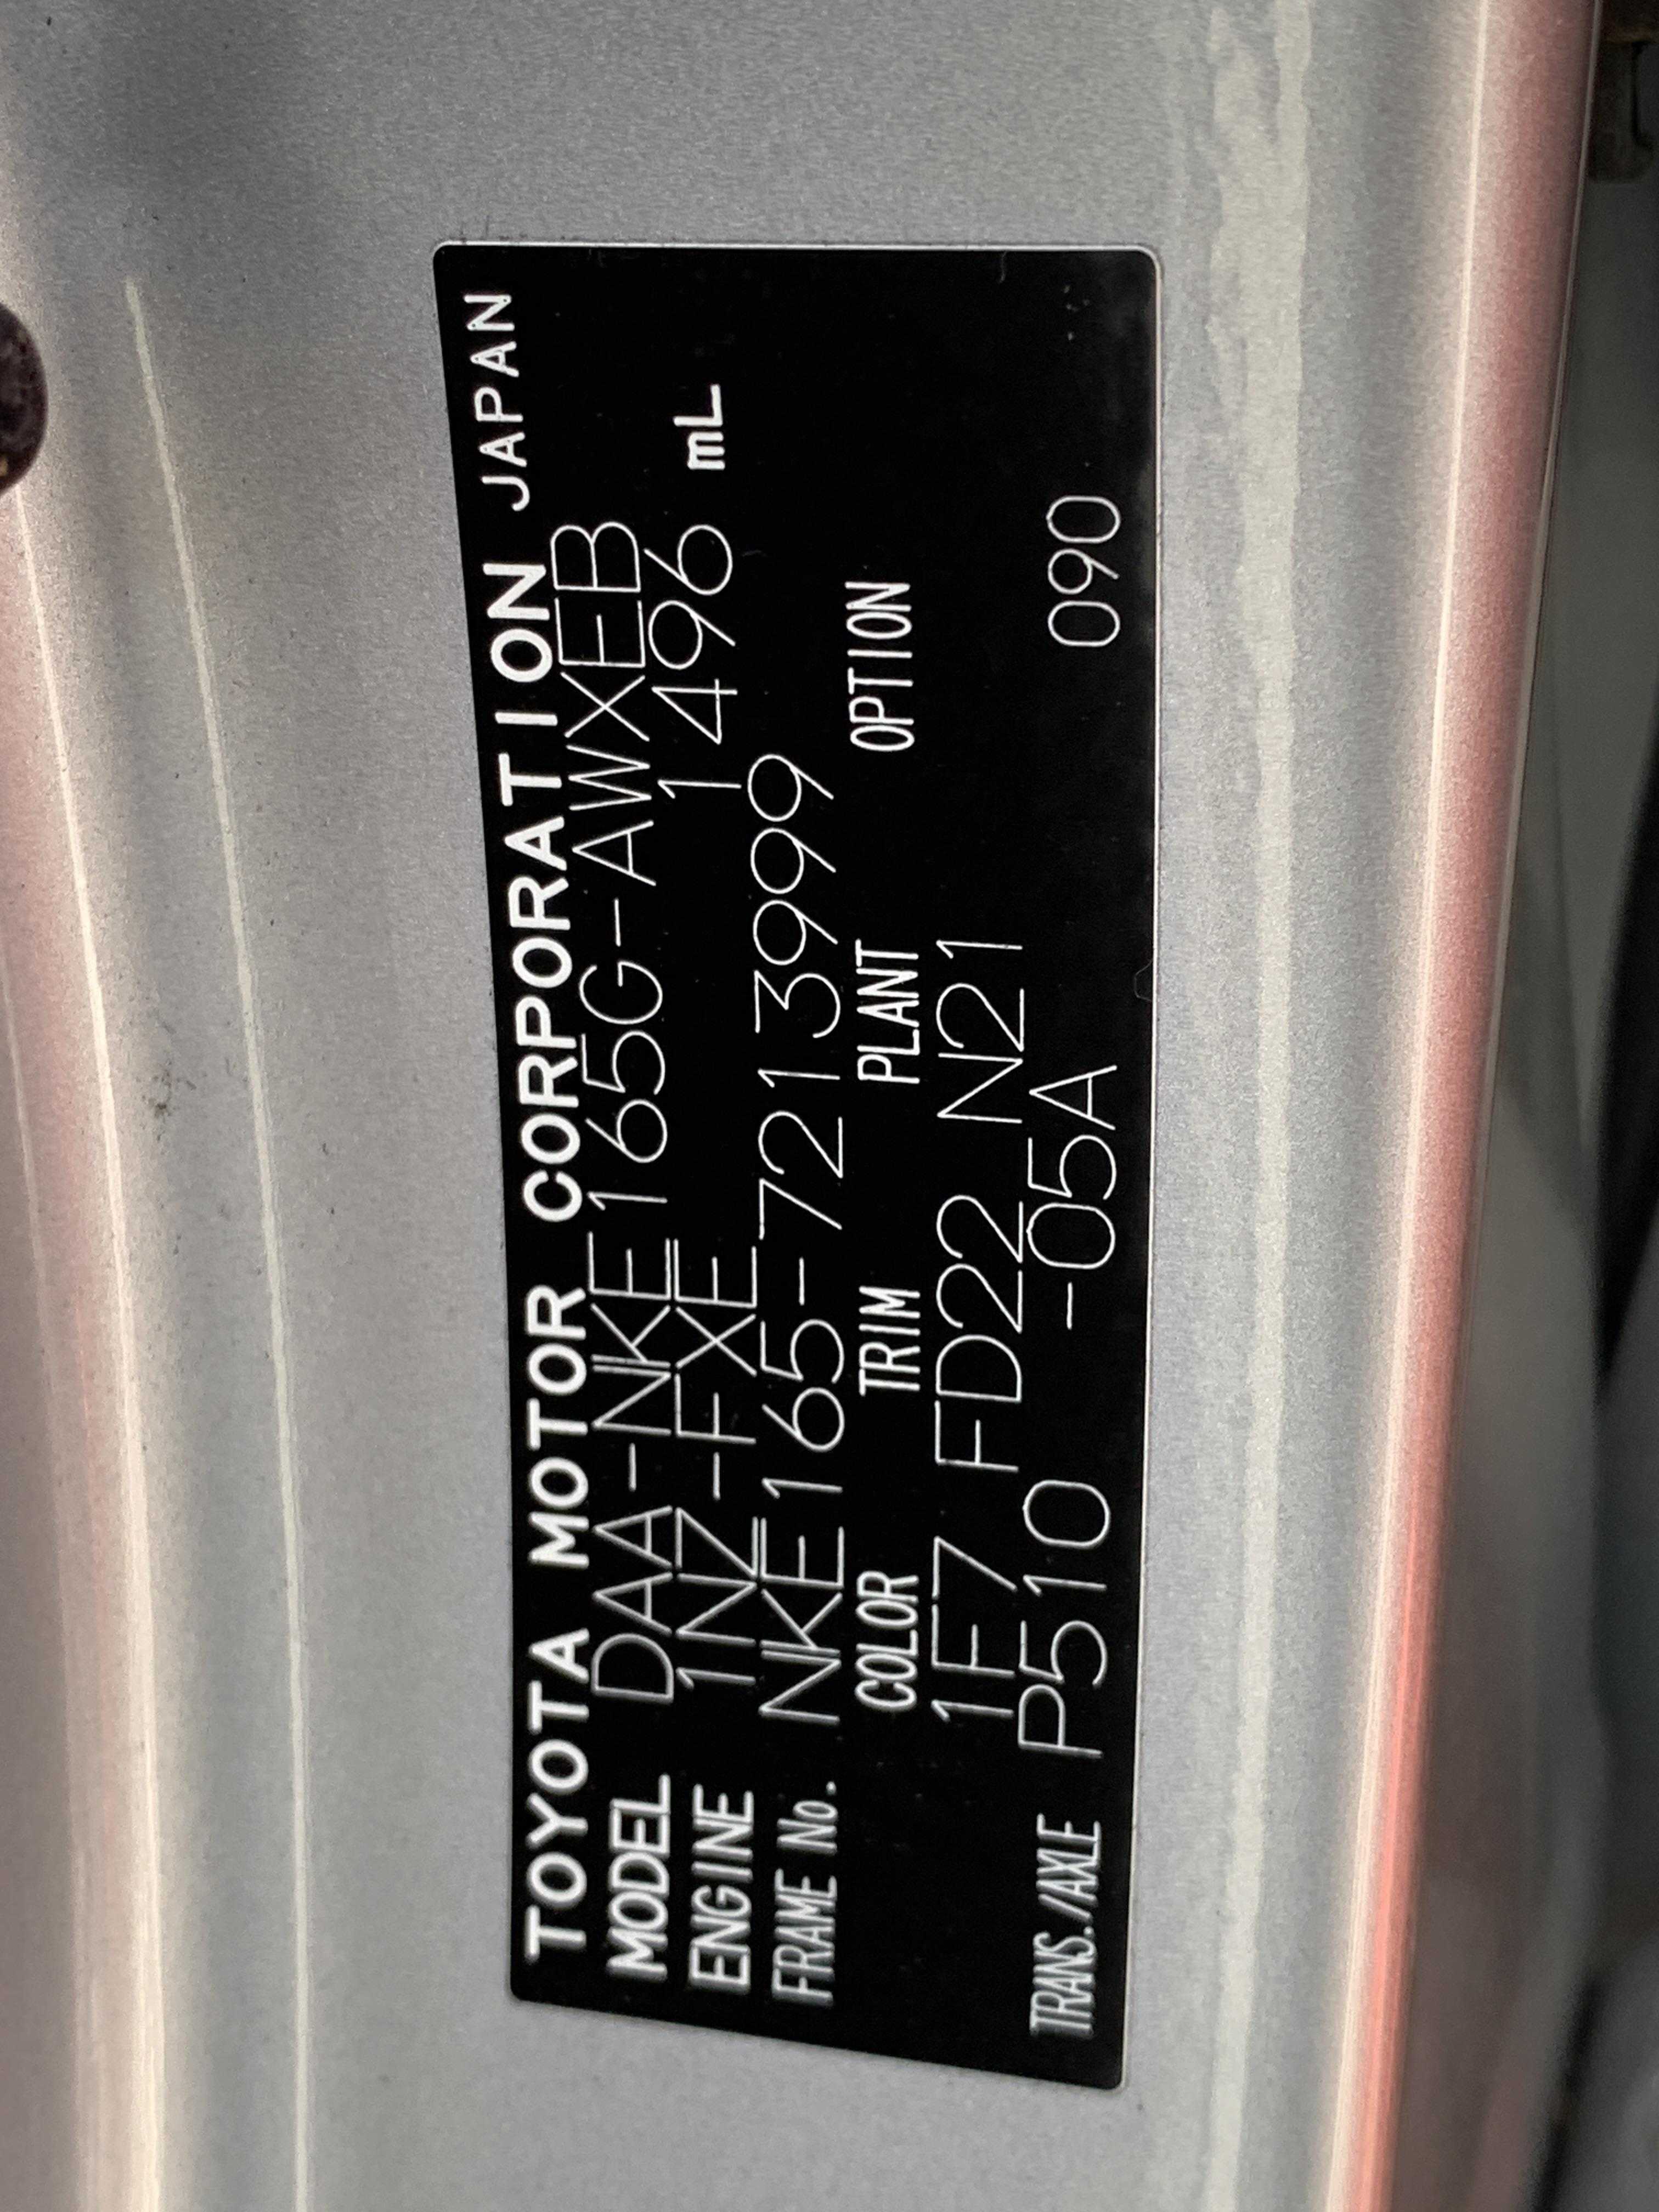 TOYOTA MOTOR CORPORATION JAPAN
MODEL DAA-NKE165G-AWXEB
ENGINE 1NZ-FXE 1496 mL
FRAME No. NKE165-7213999
COLOR TRIM PLANT OPTION
1F7 FD22 N21
TRANS./AXLE P510 -05A 090